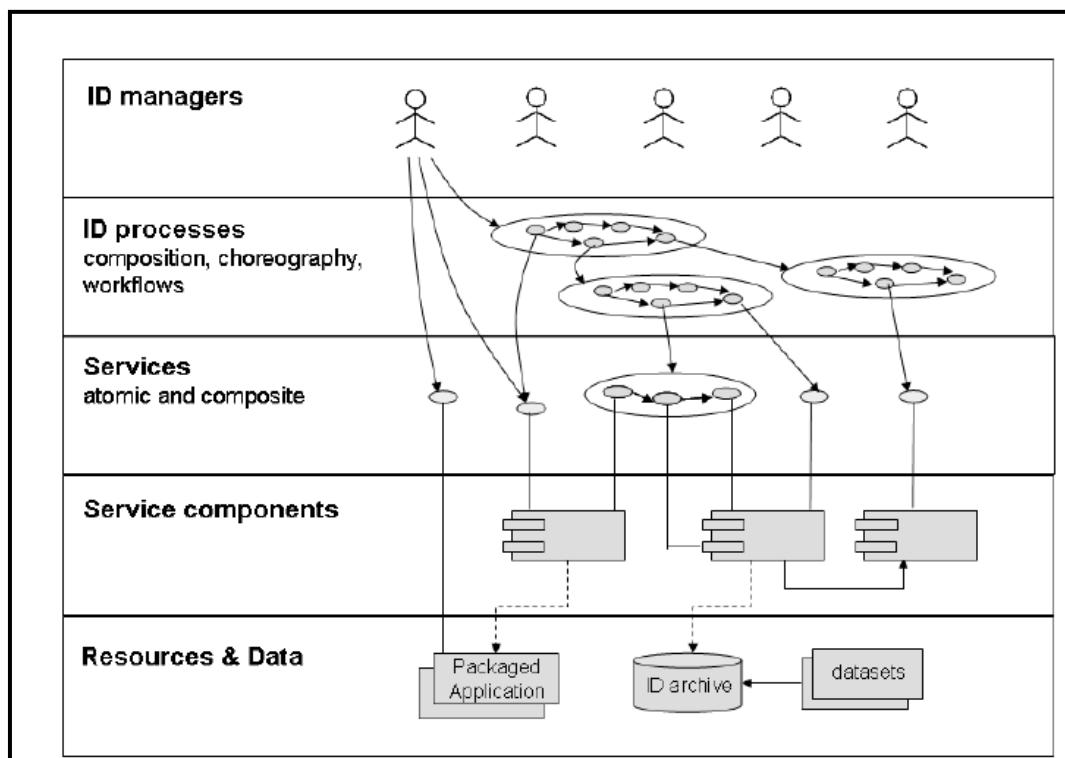 ID managers
ID processes
composition, choreography,
workflows
Services
atomic and composite
Service components
Resources & Data
Packaged
Application
ID archive
datasets